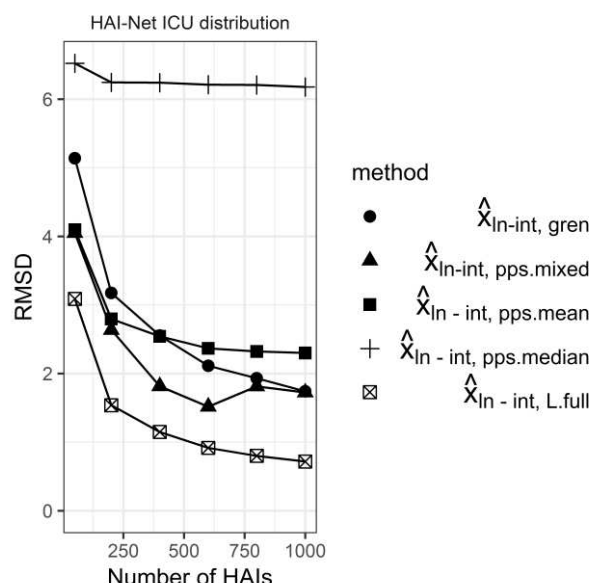 HAI-Net ICU distribution
RMSD
6
4
2
0
250
500
750
1000
Number of HAIs
method
x̂ln-int, gren
x̂ln-int, pps.mixed
x̂ln - int, pps.mean
x̂ln - int, pps.median
x̂ln - int, L.full